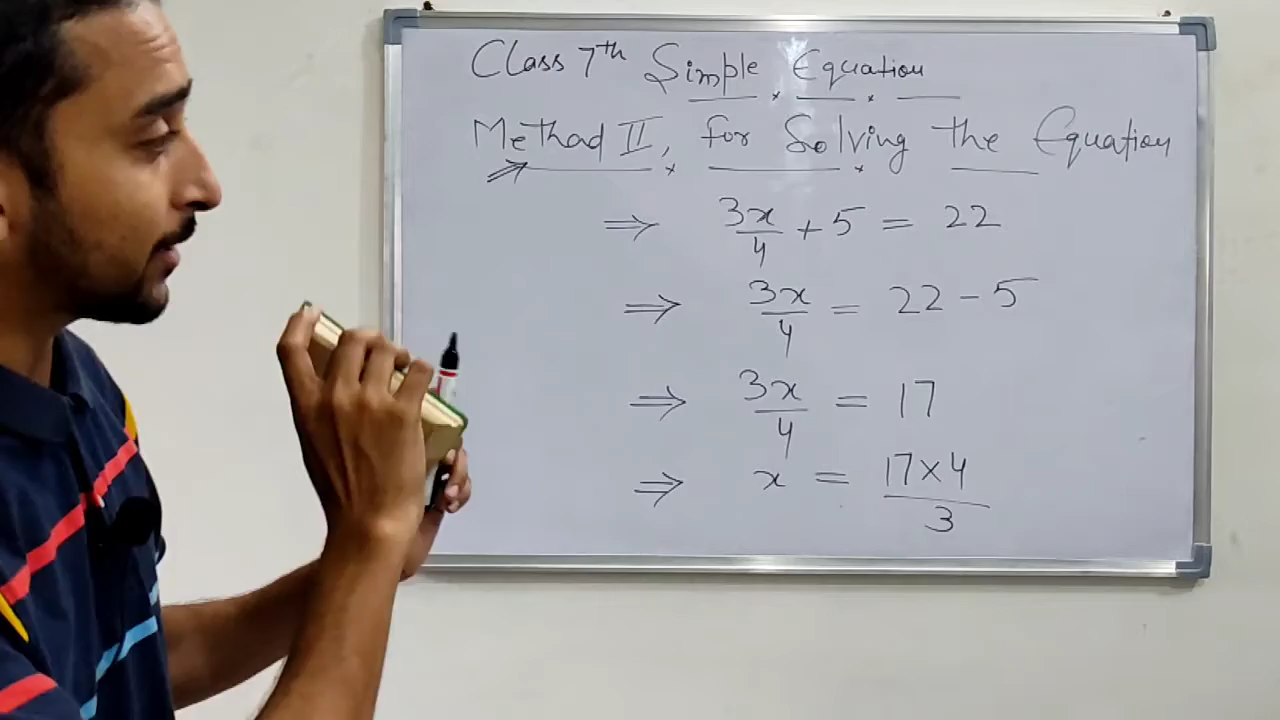 Class 7th Simple Equation
Methad II, for Solving the Equation
⇒ 3x/4 + 5 = 22
⇒ 3x/4 = 22 - 5
⇒ 3x/4 = 17
⇒ x = 17×4/3